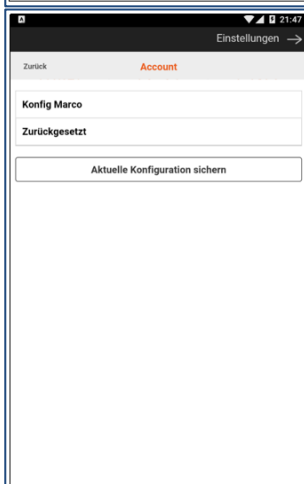 21:47
Einstellungen →
Zurück Account
Konfig Marco
Zurückgesetzt
Aktuelle Konfiguration sichern